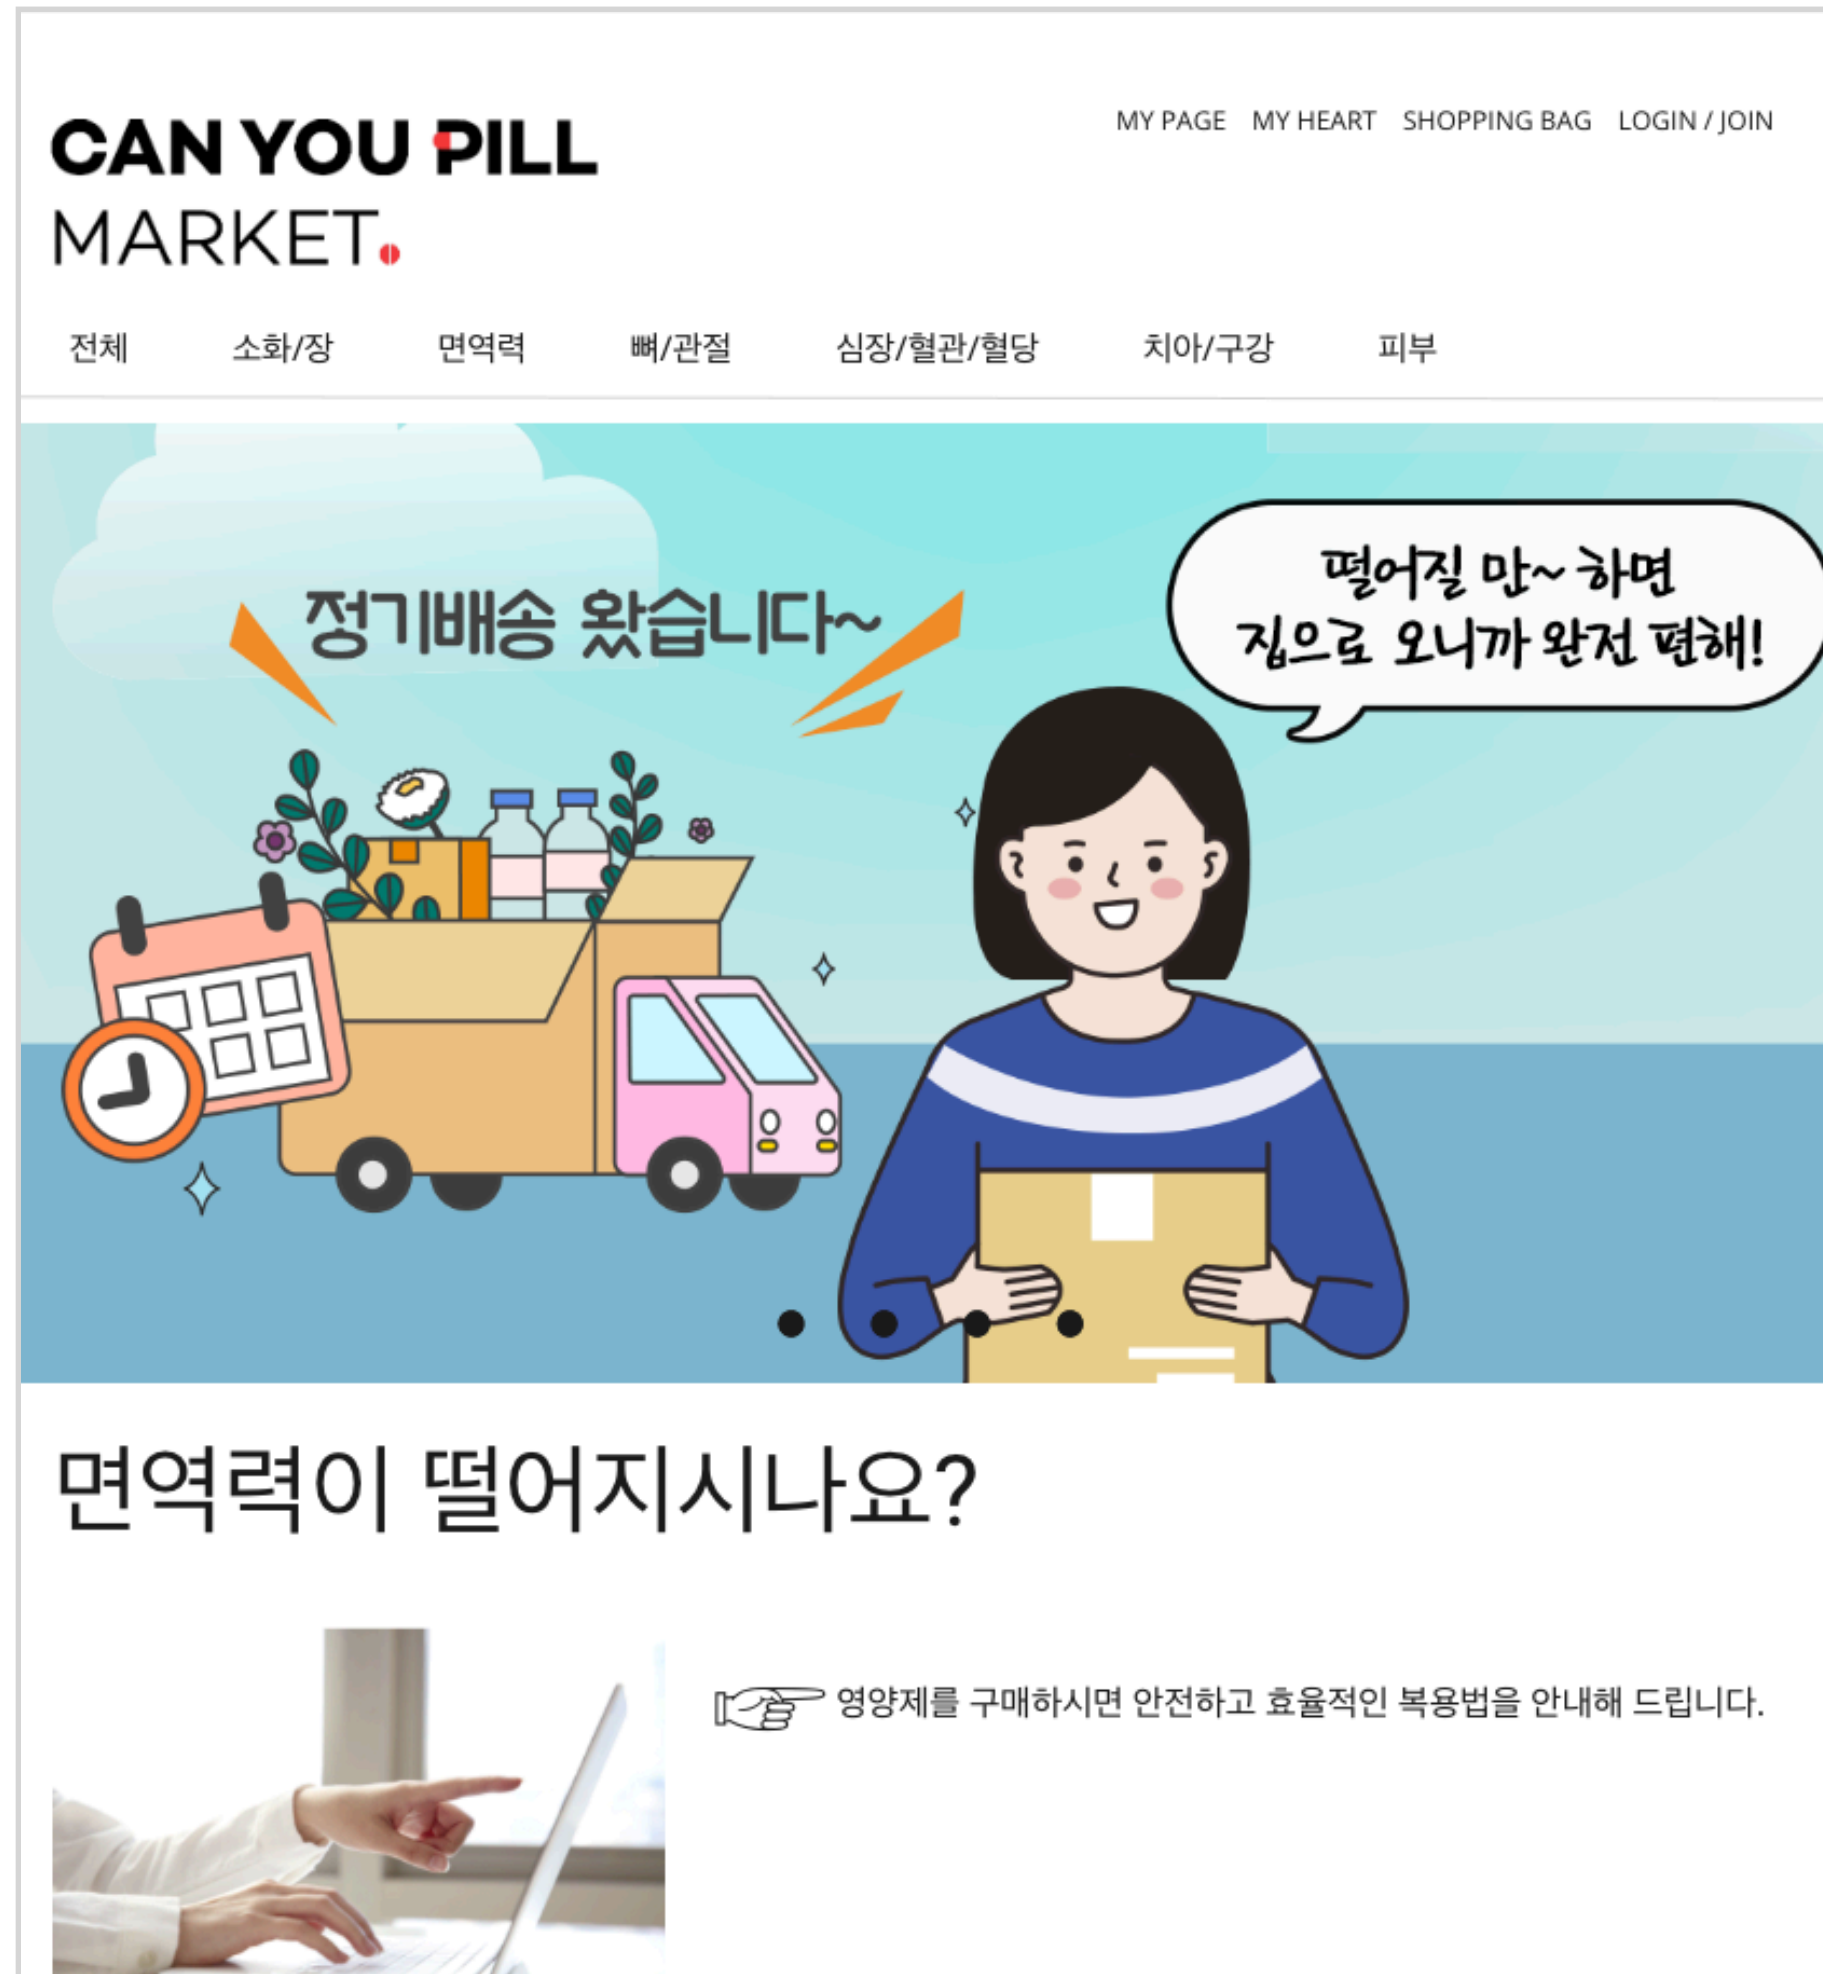 CAN YOU PILL
MARKET.
MY PAGE MY HEART SHOPPING BAG LOGIN / JOIN
전체 소화/장 면역력 뼈/관절 심장/혈관/혈당 치아/구강 피부
정기배송 왔습니다~
떨어질 만~ 하면
집으로 오니까 완전 편해!
면역력이 떨어지시나요?
영양제를 구매하시면 안전하고 효율적인 복용법을 안내해 드립니다.